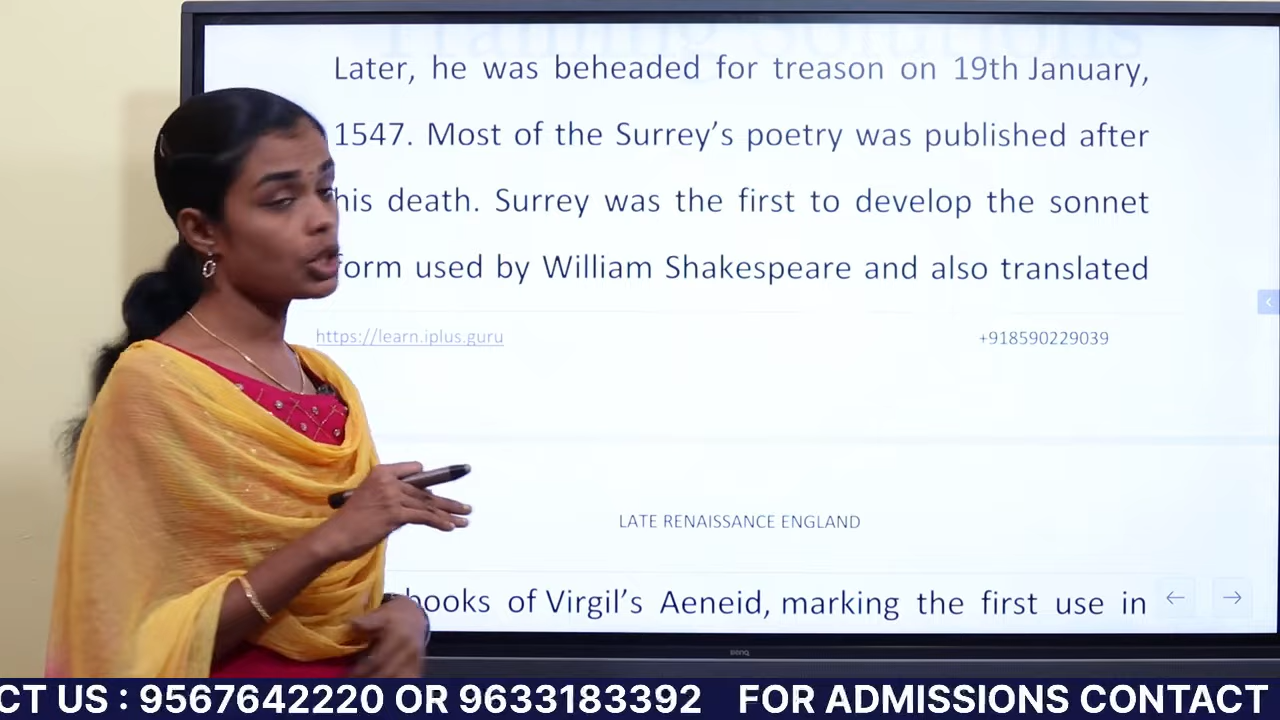 Training Solutions
Later, he was beheaded for treason on 19th January,
1547. Most of the Surrey’s poetry was published after
his death. Surrey was the first to develop the sonnet
form used by William Shakespeare and also translated
https://learn.iplus.guru +918590229039
LATE RENAISSANCE ENGLAND
books of Virgil’s Aeneid, marking the first use in
BenQ
CT US : 9567642220 OR 9633183392 FOR ADMISSIONS CONTACT